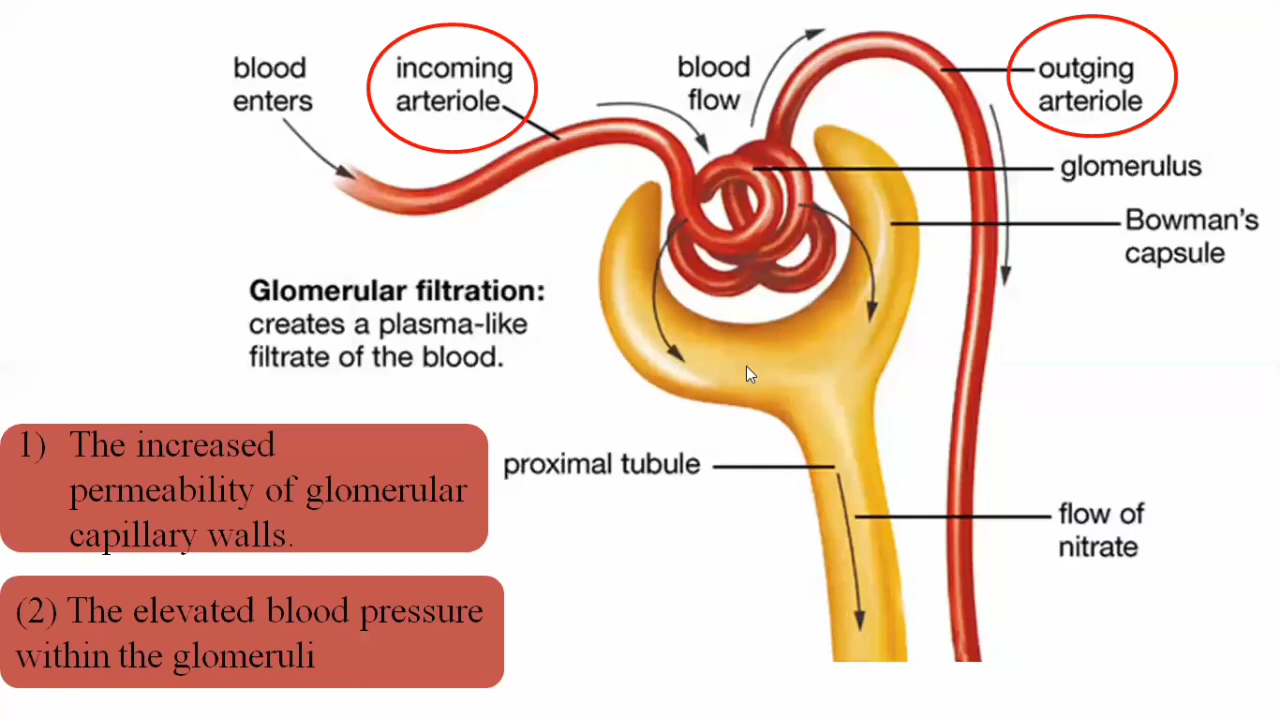 blood
enters
incoming
arteriole
blood
flow
outging
arteriole
glomerulus
Bowman's
capsule
Glomerular filtration:
creates a plasma-like
filtrate of the blood.
1) The increased
permeability of glomerular
capillary walls.
proximal tubule
flow of
nitrate
(2) The elevated blood pressure
within the glomeruli